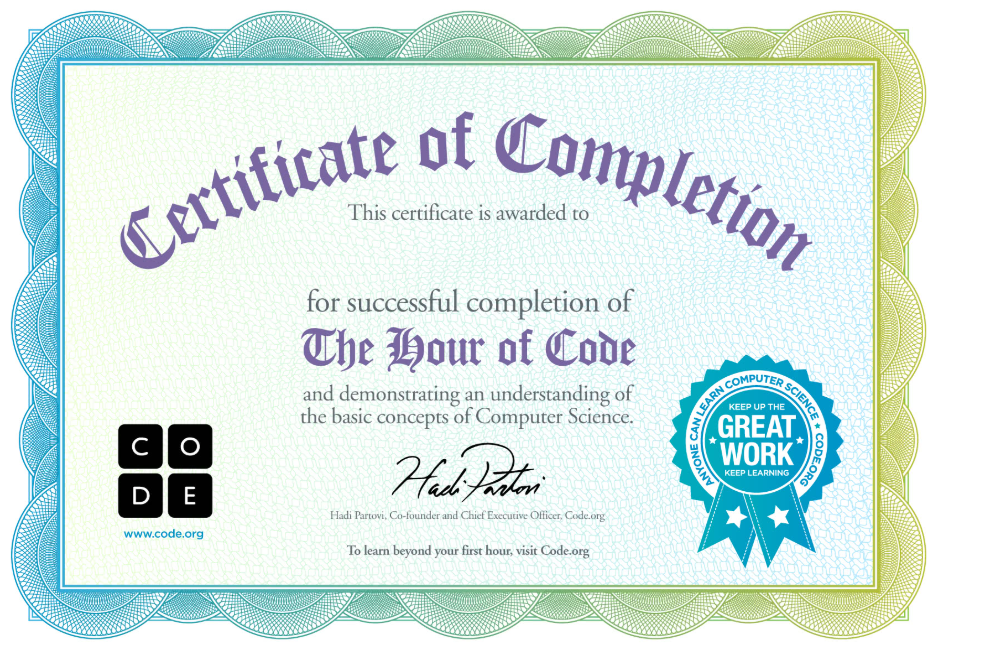 Certificate of Completion
This certificate is awarded to
for successful completion of
The Hour of Code
and demonstrating an understanding of
the basic concepts of Computer Science.
Hadi Partovi
Hadi Partovi, Co-founder and Chief Executive Officer, Code.org
To learn beyond your first hour, visit Code.org
C O
D E
www.code.org
ANYONE CAN LEARN COMPUTER SCIENCE ★ CODE.ORG
KEEP UP THE
GREAT
WORK
KEEP LEARNING